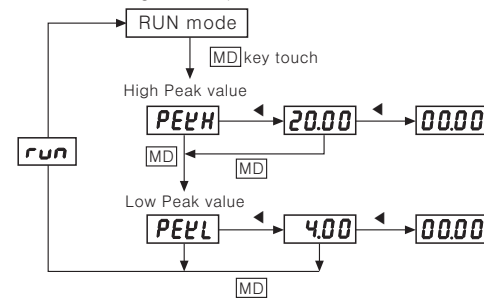 RUN mode
MD key touch
High Peak value
PEKH ◀ 20.00 ◀ 00.00
run
MD
MD
Low Peak value
PEKL ◀ 4.00 ◀ 00.00
MD